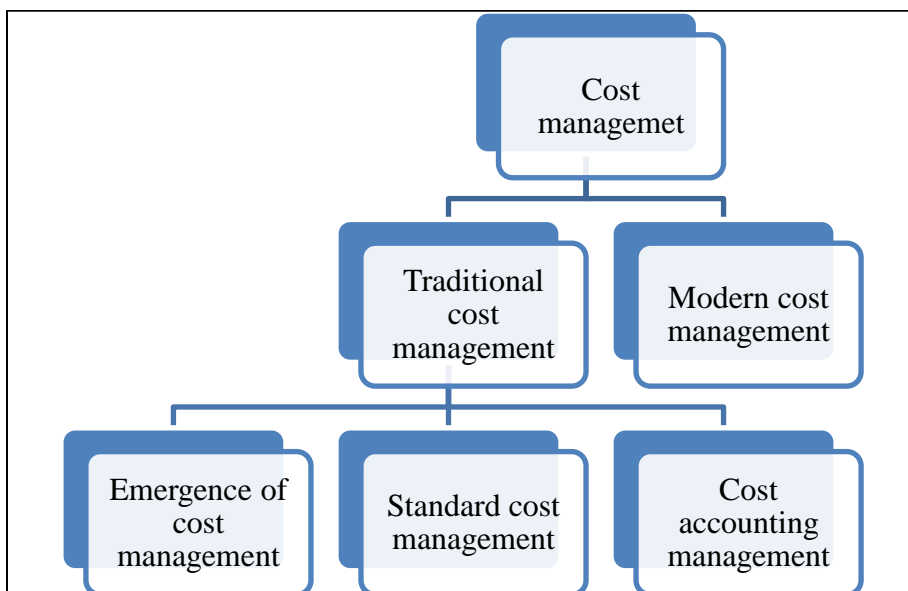 Cost
managemet
Traditional
cost
management
Modern cost
management
Emergence of
cost
management
Standard cost
management
Cost
accounting
management